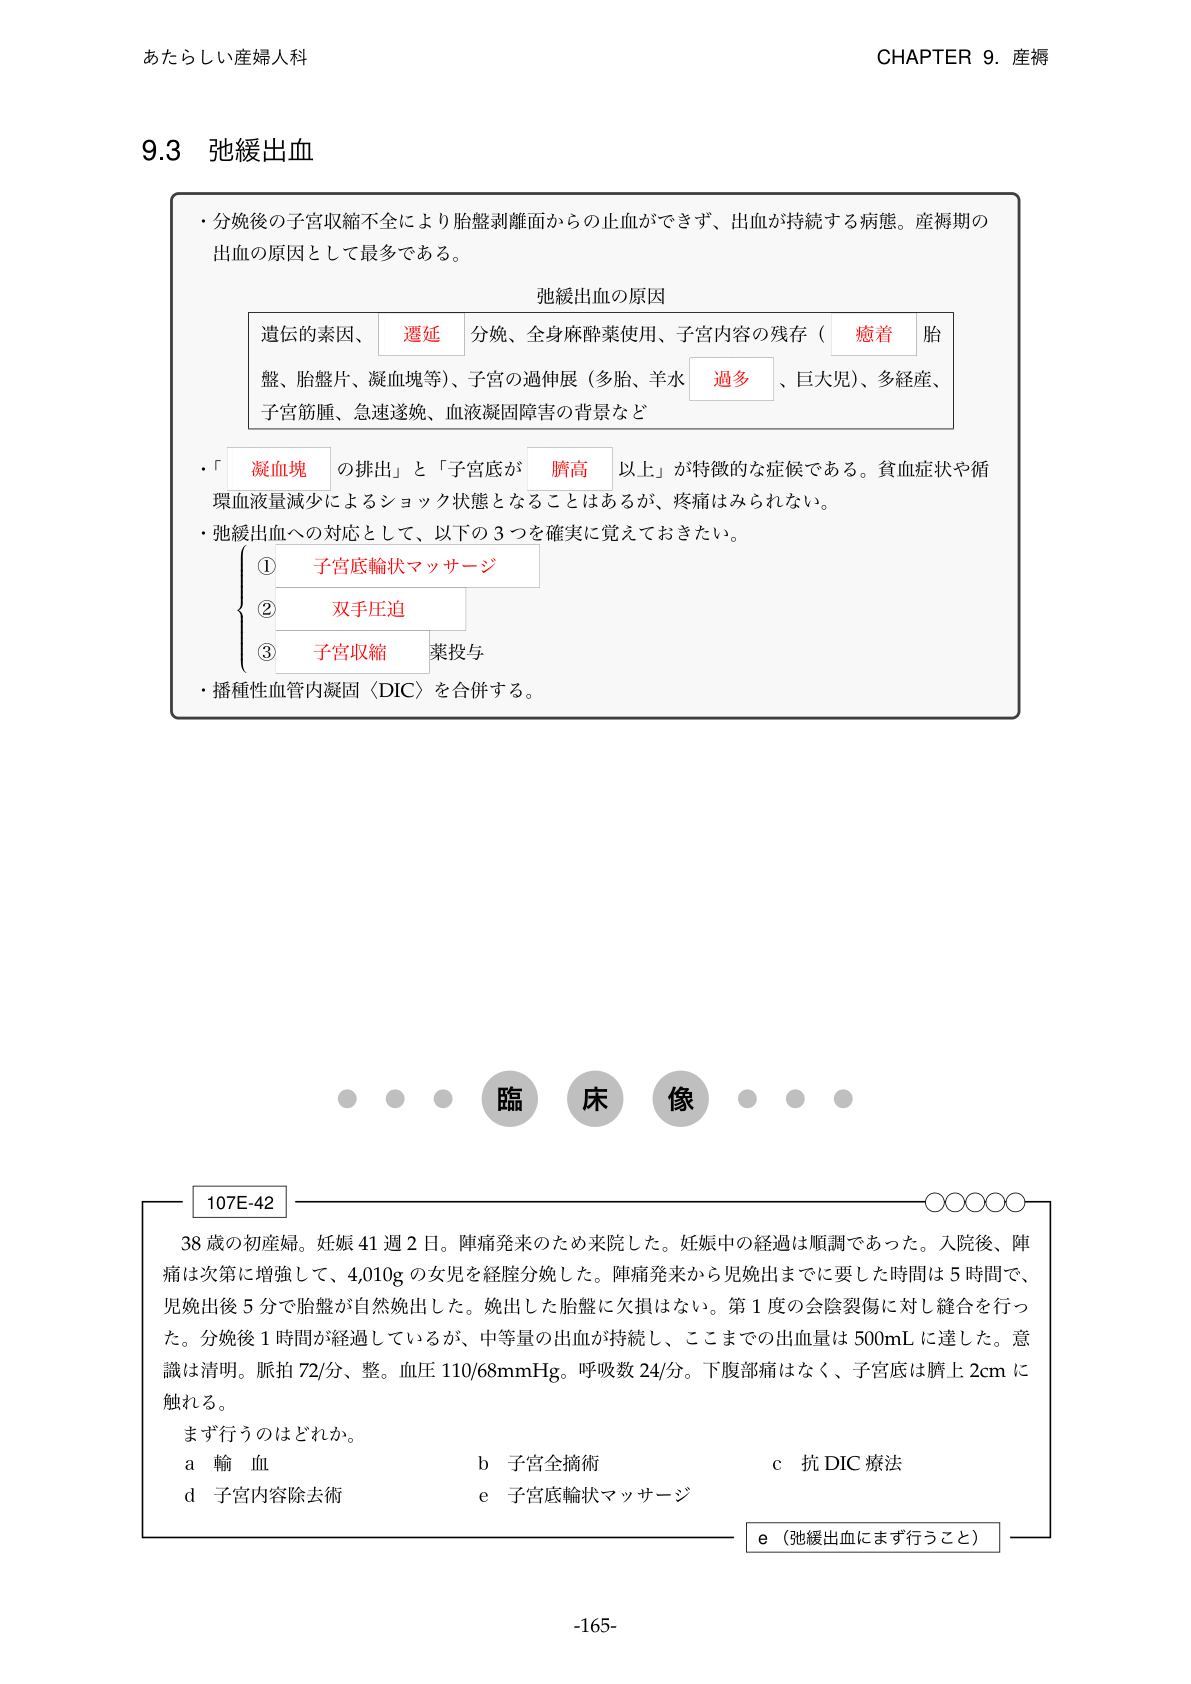 あたらしい産婦人科 CHAPTER 9. 産褥
9.3 弛緩出血
・分娩後の子宮収縮不全により胎盤剥離面からの止血ができず、出血が持続する病態。産褥期の
出血の原因として最多である。
弛緩出血の原因
遺伝的素因、 遷延 分娩、全身麻酔薬使用、子宮内容の残存（ 癒着 胎
盤、胎盤片、凝血塊等）、子宮の過伸展（多胎、羊水 過多 、巨大児）、多経産、
子宮筋腫、急速遂娩、血液凝固障害の背景など
・「 凝血塊 の排出」と「子宮底が 臍高 以上」が特徴的な症候である。貧血症状や循
環血液量減少によるショック状態となることはあるが、疼痛はみられない。
・弛緩出血への対応として、以下の 3 つを確実に覚えておきたい。
① 子宮底輪状マッサージ
② 双手圧迫
③ 子宮収縮 薬投与
・播種性血管内凝固〈DIC〉を合併する。
臨 床 像
107E-42
38 歳の初産婦。妊娠 41 週 2 日。陣痛発来のため来院した。妊娠中の経過は順調であった。入院後、陣
痛は次第に増強して、4,010g の女児を経腟分娩した。陣痛発来から児娩出までに要した時間は 5 時間で、
児娩出後 5 分で胎盤が自然娩出した。娩出した胎盤に欠損はない。第 1 度の会陰裂傷に対し縫合を行っ
た。分娩後 1 時間が経過しているが、中等量の出血が持続し、ここまでの出血量は 500mL に達した。意
識は清明。脈拍 72/分、整。血圧 110/68mmHg。呼吸数 24/分。下腹部痛はなく、子宮底は臍上 2cm に
触れる。
まず行うのはどれか。
a 輸 血 b 子宮全摘術 c 抗 DIC 療法
d 子宮内容除去術 e 子宮底輪状マッサージ
e （弛緩出血にまず行うこと）
-165-